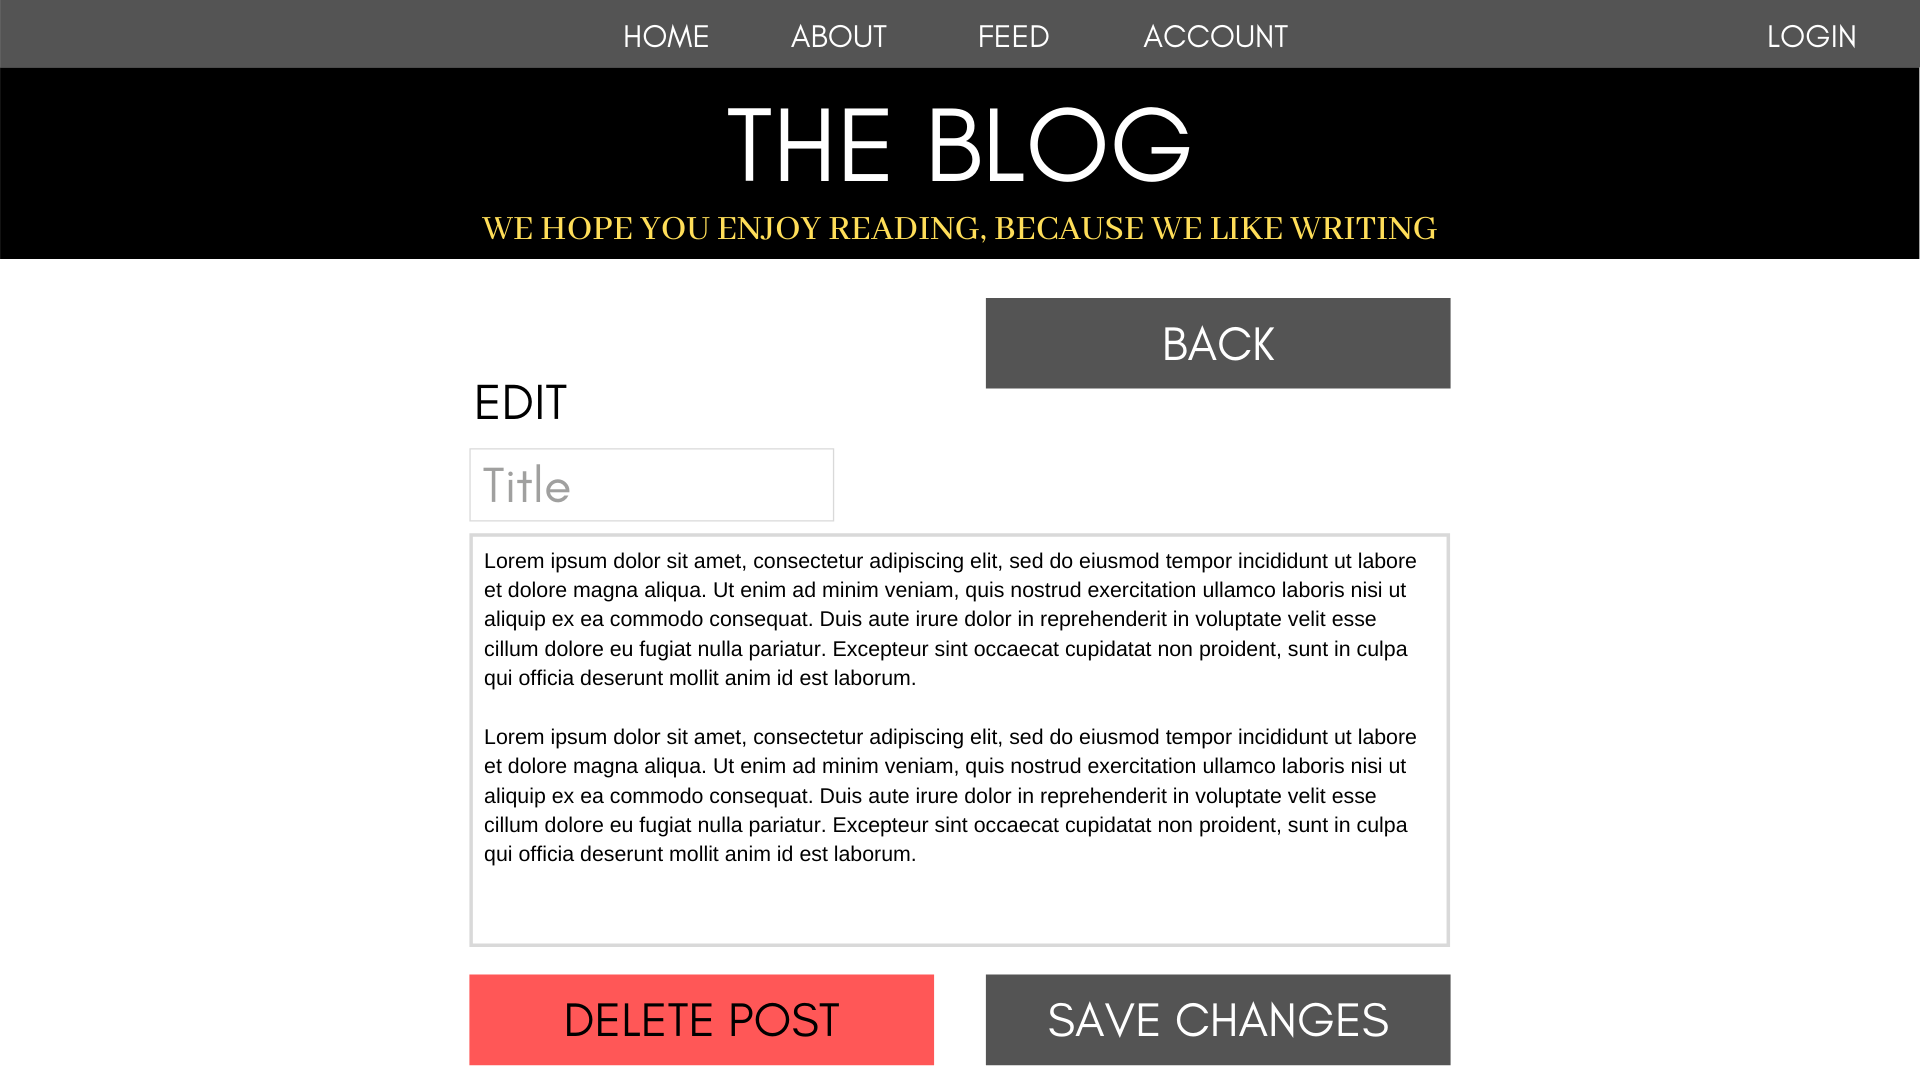 HOME ABOUT FEED ACCOUNT LOGIN
THE BLOG
WE HOPE YOU ENJOY READING, BECAUSE WE LIKE WRITING
BACK
EDIT
Title
Lorem ipsum dolor sit amet, consectetur adipiscing elit, sed do eiusmod tempor incididunt ut labore
et dolore magna aliqua. Ut enim ad minim veniam, quis nostrud exercitation ullamco laboris nisi ut
aliquip ex ea commodo consequat. Duis aute irure dolor in reprehenderit in voluptate velit esse
cillum dolore eu fugiat nulla pariatur. Excepteur sint occaecat cupidatat non proident, sunt in culpa
qui officia deserunt mollit anim id est laborum.
Lorem ipsum dolor sit amet, consectetur adipiscing elit, sed do eiusmod tempor incididunt ut labore
et dolore magna aliqua. Ut enim ad minim veniam, quis nostrud exercitation ullamco laboris nisi ut
aliquip ex ea commodo consequat. Duis aute irure dolor in reprehenderit in voluptate velit esse
cillum dolore eu fugiat nulla pariatur. Excepteur sint occaecat cupidatat non proident, sunt in culpa
qui officia deserunt mollit anim id est laborum.
DELETE POST SAVE CHANGES